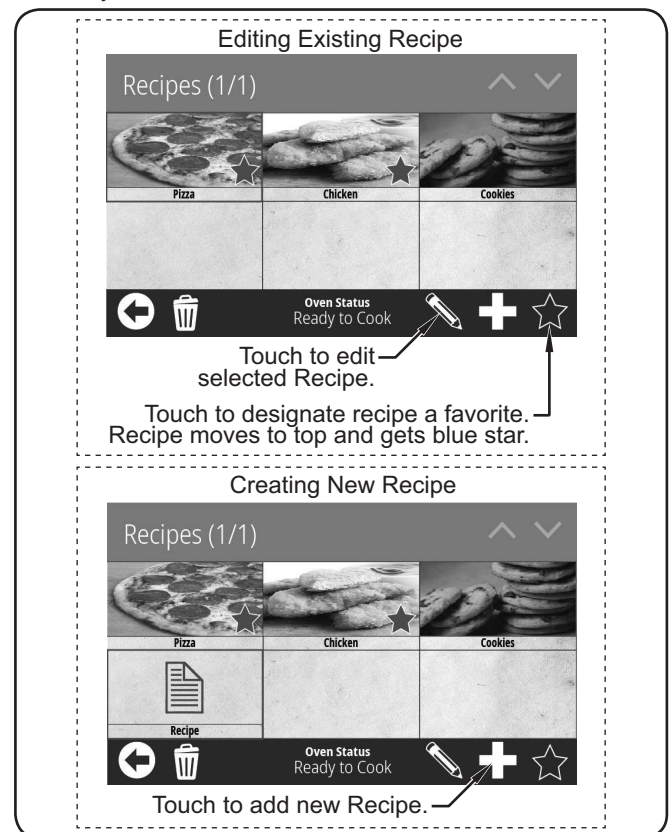 Editing Existing Recipe
Recipes (1/1)
Pizza
Chicken
Cookies
Oven Status
Ready to Cook
Touch to edit
selected Recipe.
Touch to designate recipe a favorite.
Recipe moves to top and gets blue star.
Creating New Recipe
Recipes (1/1)
Pizza
Chicken
Cookies
Recipe
Oven Status
Ready to Cook
Touch to add new Recipe.